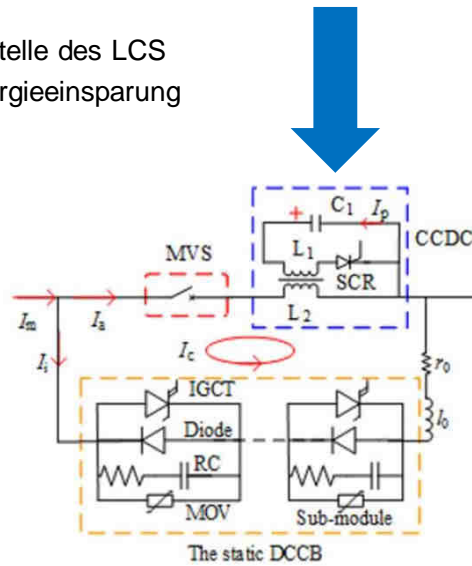 telle des LCS
rgieeinsparung
+ C1 Ip
CCDC
MVS
L1
SCR
L2
Im Ia
Ic
Ii
r0
IGCT
l0
Diode
RC
MOV
Sub-module
The static DCCB